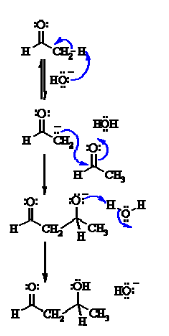 :O:
H CH2-H
HO:
:O:
H CH2 HOH
:O:
H CH3
:O: :O: H H
H CH2 CH3 O
H
:O: :OH HO:
H CH2 CH3
H